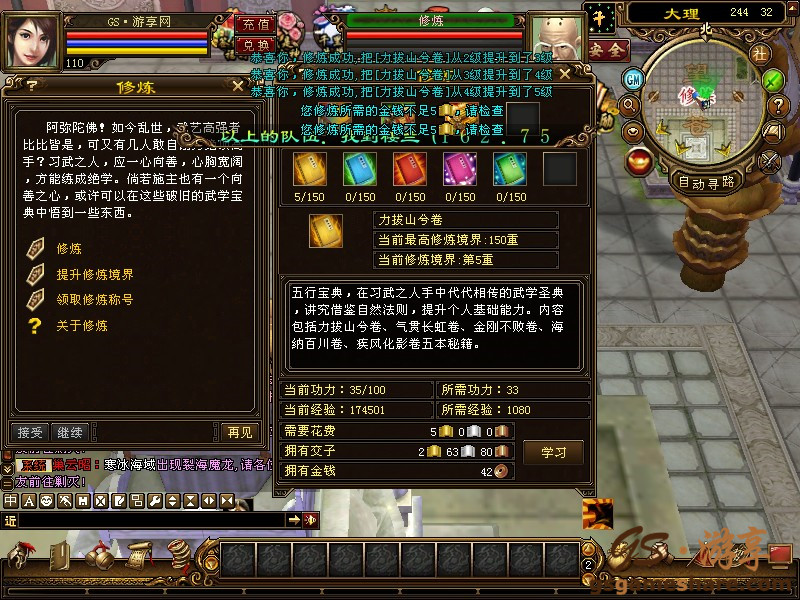 GS·游享网
110
充值
兑换
修炼
大理 244 32
北
安全
社
GM
自动寻路
恭喜你，修炼成功,把[力拔山兮卷]从2级提升到了3级
恭喜你，修炼成功,把[力拔山兮卷]从3级提升到了4级
恭喜你，修炼成功,把[力拔山兮卷]从4级提升到了5级
您修炼所需的金钱不足5，请检查
您修炼所需的金钱不足5，请检查
修炼
阿弥陀佛！如今乱世，武艺高强者
比比皆是，可又有几人敢自
手？习武之人，应一心向善，心胸宽阔
，方能练成绝学。倘若施主也有一个向
善之心，或许可以在这些破旧的武学宝
典中悟到一些东西。
修炼
提升修炼境界
领取修炼称号
关于修炼
接受 继续 再见
5/150 0/150 0/150 0/150 0/150
力拔山兮卷
当前最高修炼境界:150重
当前修炼境界:第5重
五行宝典，在习武之人手中代代相传的武学圣典
，讲究借鉴自然法则，提升个人基础能力。内容
包括力拔山兮卷、气贯长虹卷、金刚不败卷、海
纳百川卷、疾风化影卷五本秘籍。
当前功力：35/100 所需功力：33
当前经验：174501 所需经验：1080
需要花费 5 0 0
拥有交子 2 63 80
拥有金钱 42
学习
寒冰海域出现裂海魔龙,请各位
友前往剿灭!
中
近
2
GS·游享